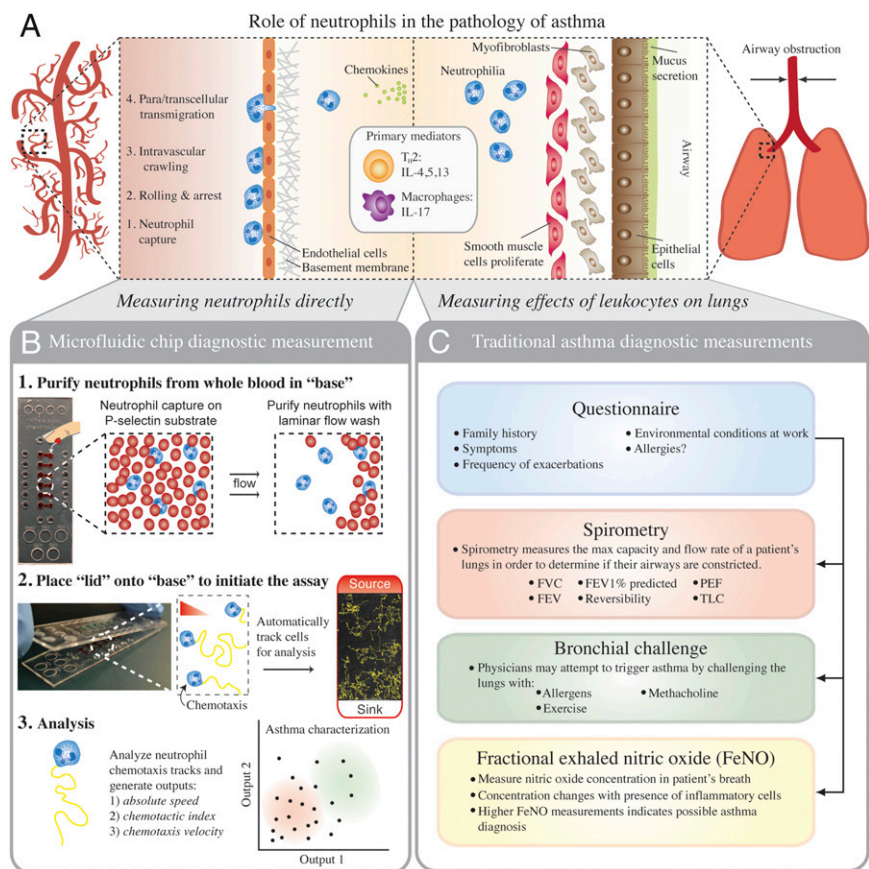 A
Role of neutrophils in the pathology of asthma
4. Para/transcellular
transmigration
3. Intravascular
crawling
2. Rolling & arrest
1. Neutrophil
capture
Endothelial cells
Basement membrane
Chemokines
Primary mediators
TH2:
IL-4,5,13
Macrophages:
IL-17
Neutrophilia
Myofibroblasts
Smooth muscle
cells proliferate
Mucus
secretion
Airway
Epithelial
cells
Airway obstruction
Measuring neutrophils directly
Measuring effects of leukocytes on lungs
B
Microfluidic chip diagnostic measurement
1. Purify neutrophils from whole blood in “base”
Neutrophil capture on
P-selectin substrate
flow
Purify neutrophils with
laminar flow wash
2. Place “lid” onto “base” to initiate the assay
Chemotaxis
Automatically
track cells
for analysis
Source
Sink
3. Analysis
Analyze neutrophil
chemotaxis tracks and
generate outputs:
1) absolute speed
2) chemotactic index
3) chemotaxis velocity
Asthma characterization
Output 2
Output 1
C
Traditional asthma diagnostic measurements
Questionnaire
• Family history
• Symptoms
• Frequency of exacerbations
• Environmental conditions at work
• Allergies?
Spirometry
• Spirometry measures the max capacity and flow rate of a patient's
lungs in order to determine if their airways are constricted.
• FVC • FEV1% predicted • PEF
• FEV • Reversibility • TLC
Bronchial challenge
• Physicians may attempt to trigger asthma by challenging the
lungs with:
• Allergens • Methacholine
• Exercise
Fractional exhaled nitric oxide (FeNO)
• Measure nitric oxide concentration in patient's breath
• Concentration changes with presence of inflammatory cells
• Higher FeNO measurements indicates possible asthma
diagnosis